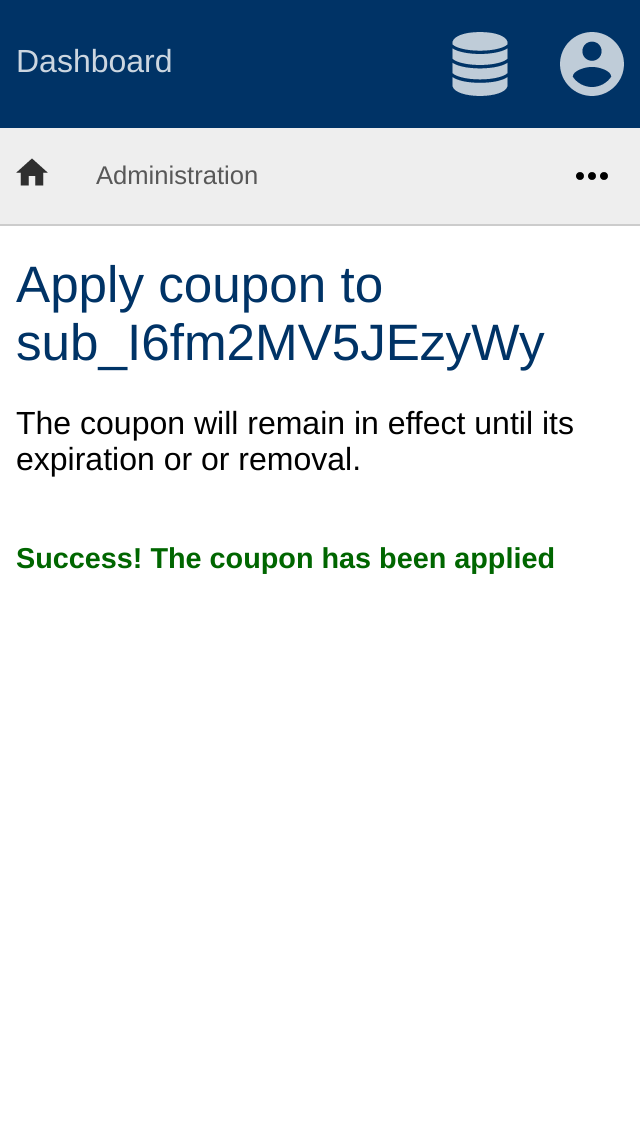 Dashboard
Administration
Apply coupon to
sub_I6fm2MV5JEzyWy
The coupon will remain in effect until its
expiration or or removal.
Success! The coupon has been applied